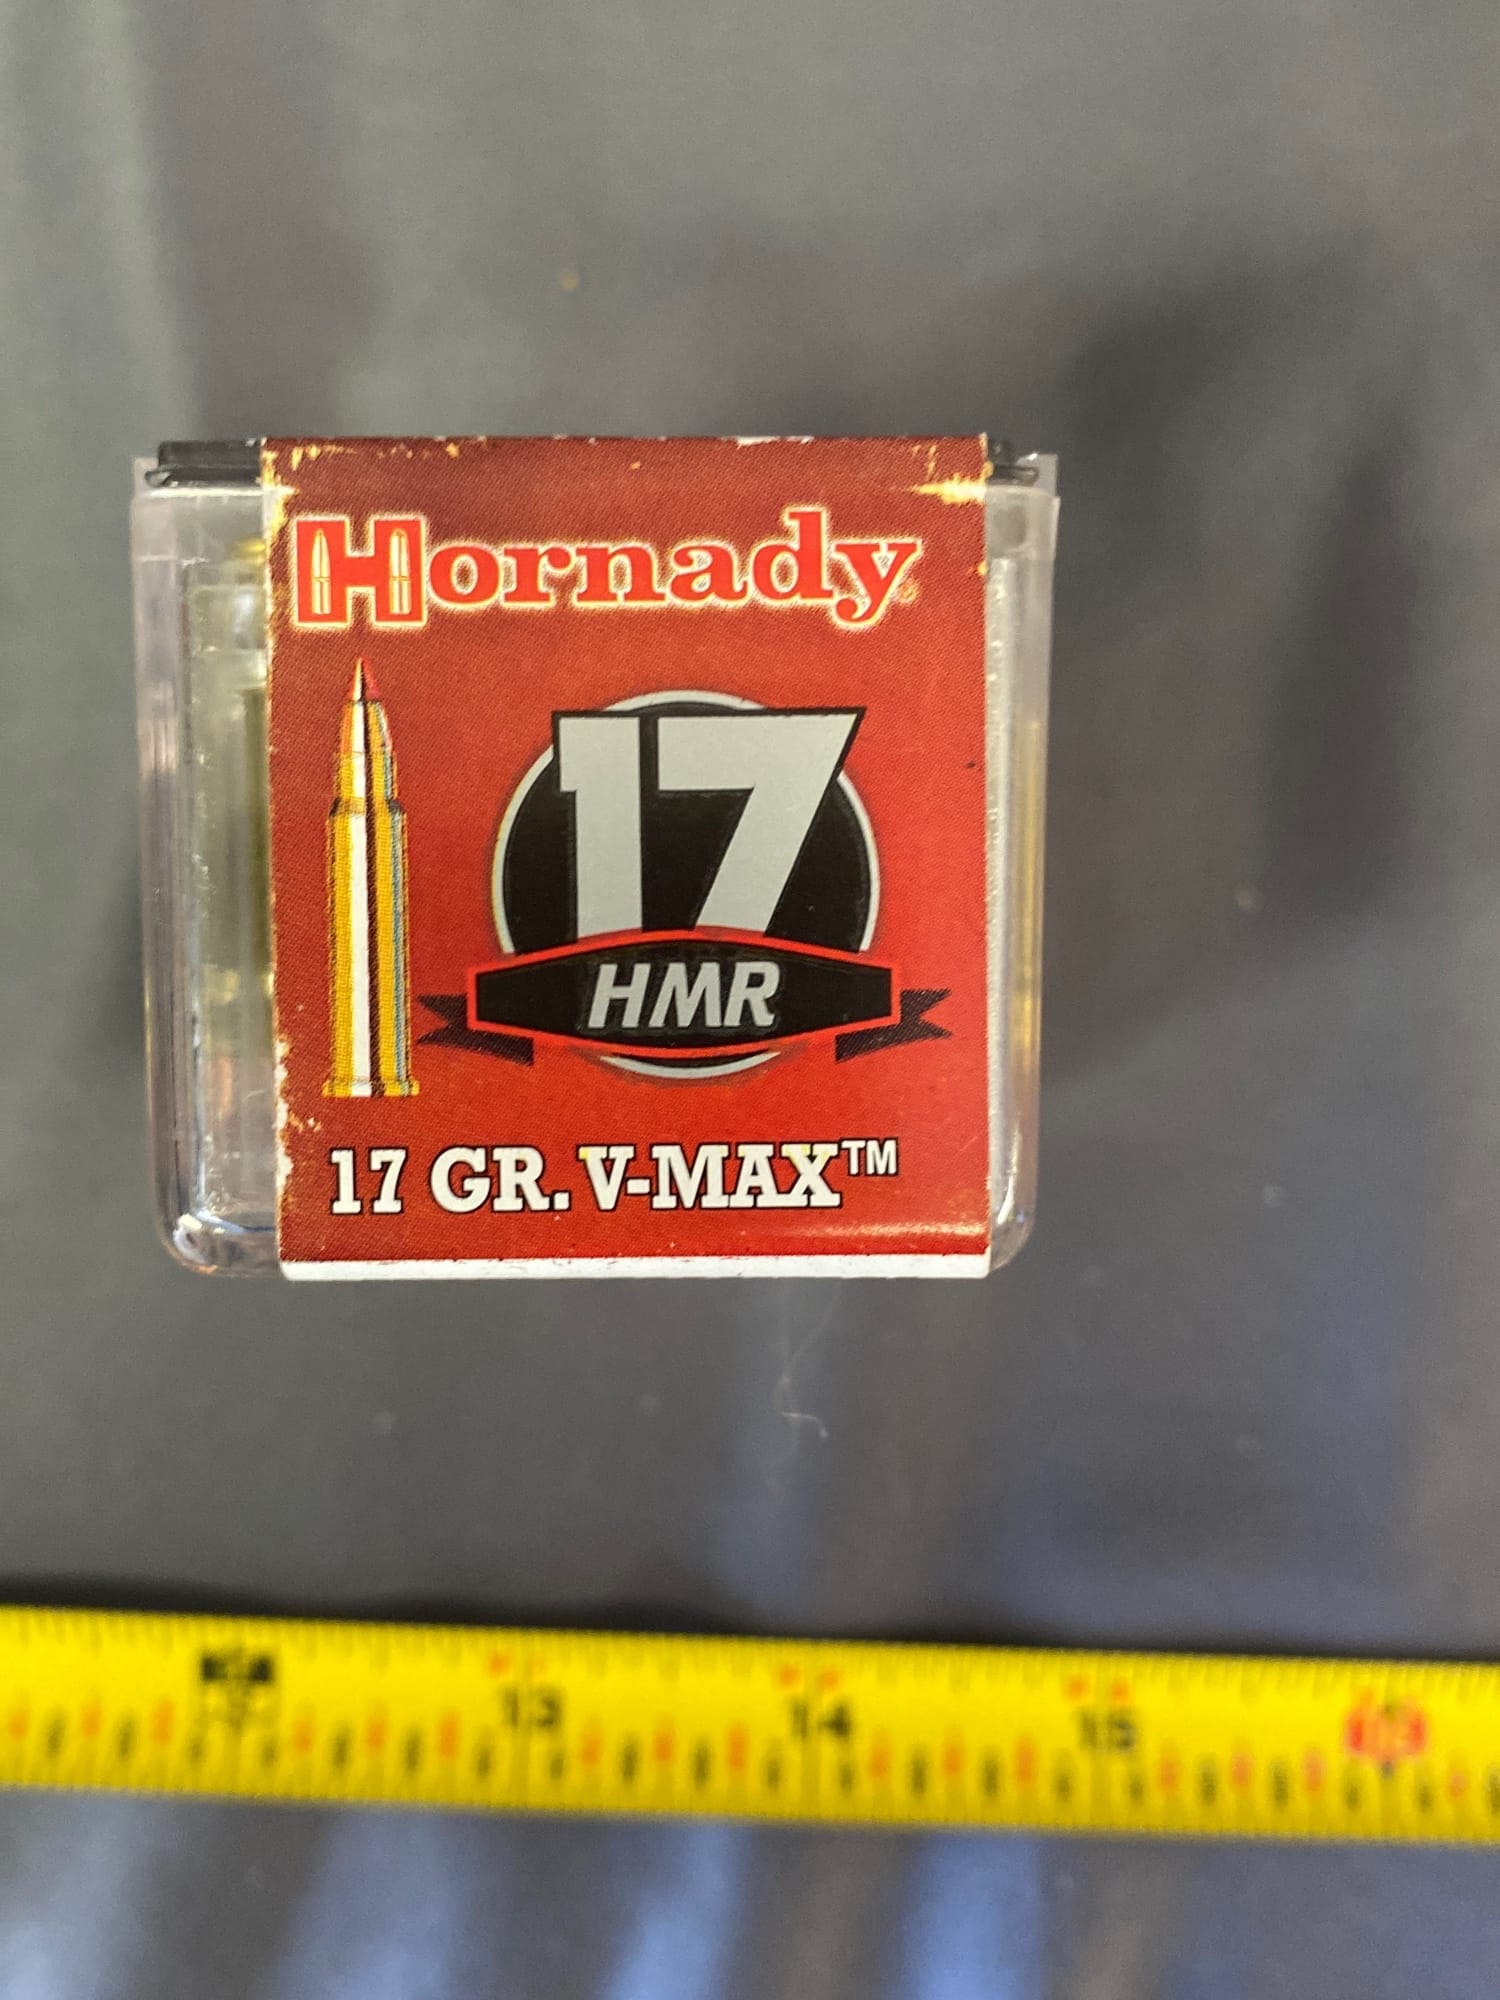 Hornady
17
HMR
17 GR. V-MAX™
13 14 15